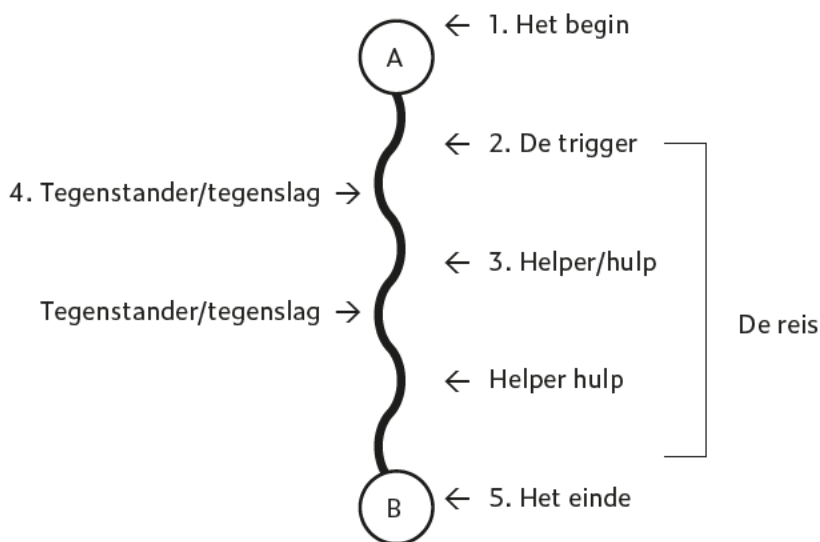 1. Het begin
A
2. De trigger
4. Tegenstander/tegenslag
3. Helper/hulp
Tegenstander/tegenslag
De reis
Helper hulp
B
5. Het einde